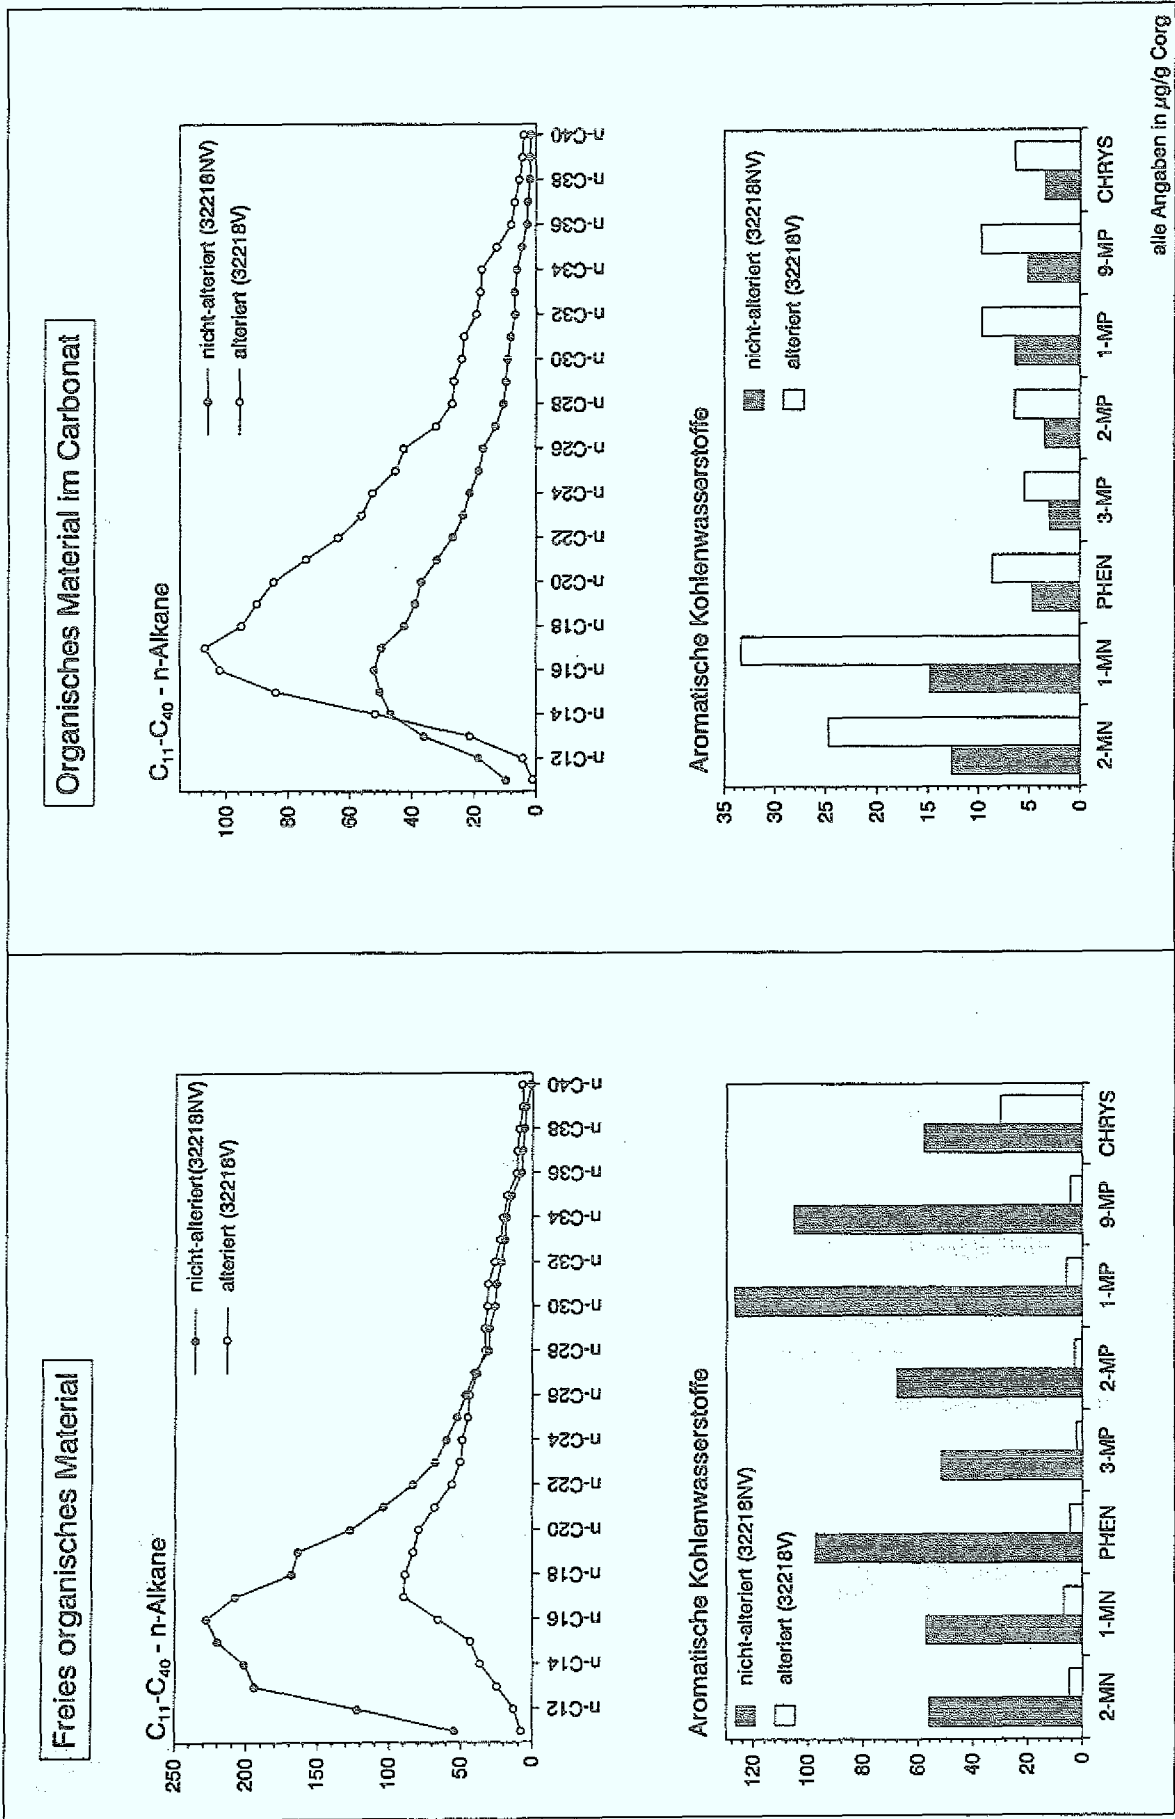 Freies organisches Material
C11-C40 - n-Alkane
nicht-alteriert(32218NV)
alteriert (32218V)
250
200
150
100
50
0
n-C12
n-C14
n-C16
n-C18
n-C20
n-C22
n-C24
n-C28
n-C28
n-C30
n-C32
n-C34
n-C36
n-C38
n-C40
Aromatische Kohlenwasserstoffe
nicht-alteriert (32218NV)
alteriert (32218V)
120
100
80
60
40
20
0
2-MN
1-MN
PHEN
3-MP
2-MP
1-MP
9-MP
CHRYS
Organisches Material im Carbonat
C11-C40 - n-Alkane
nicht-alteriert (32218NV)
alteriert (32218V)
100
80
60
40
20
0
n-C12
n-C14
n-C16
n-C18
n-C20
n-C22
n-C24
n-C26
n-C28
n-C30
n-C32
n-C34
n-C36
n-C38
n-C40
Aromatische Kohlenwasserstoffe
nicht-alteriert (32218NV)
alteriert (32218V)
35
30
25
20
15
10
5
0
2-MN
1-MN
PHEN
3-MP
2-MP
1-MP
9-MP
CHRYS
alle Angaben in µg/g Corg